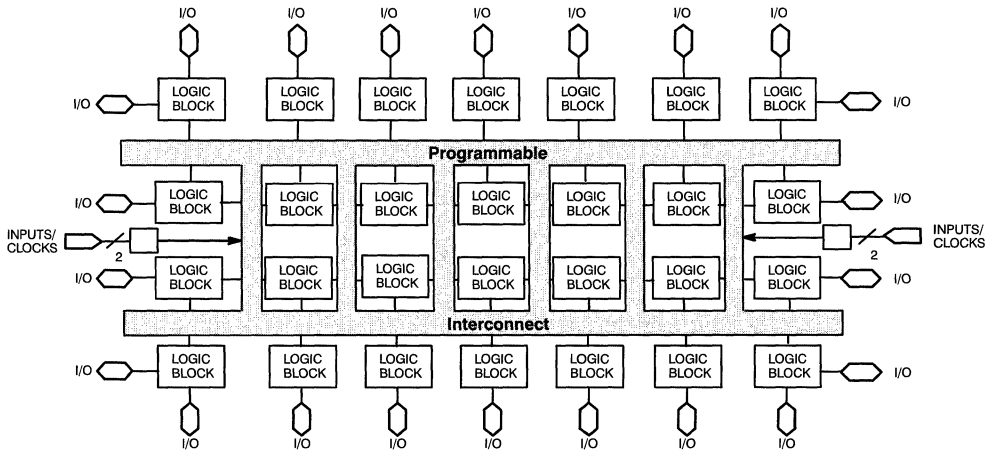 I/O I/O I/O I/O I/O I/O I/O
I/O LOGIC BLOCK LOGIC BLOCK LOGIC BLOCK LOGIC BLOCK LOGIC BLOCK LOGIC BLOCK LOGIC BLOCK I/O
Programmable
I/O LOGIC BLOCK LOGIC BLOCK LOGIC BLOCK LOGIC BLOCK LOGIC BLOCK LOGIC BLOCK LOGIC BLOCK I/O
INPUTS/ CLOCKS 2 2 INPUTS/ CLOCKS
I/O LOGIC BLOCK LOGIC BLOCK LOGIC BLOCK LOGIC BLOCK LOGIC BLOCK LOGIC BLOCK LOGIC BLOCK I/O
Interconnect
I/O LOGIC BLOCK LOGIC BLOCK LOGIC BLOCK LOGIC BLOCK LOGIC BLOCK LOGIC BLOCK LOGIC BLOCK I/O
I/O I/O I/O I/O I/O I/O I/O